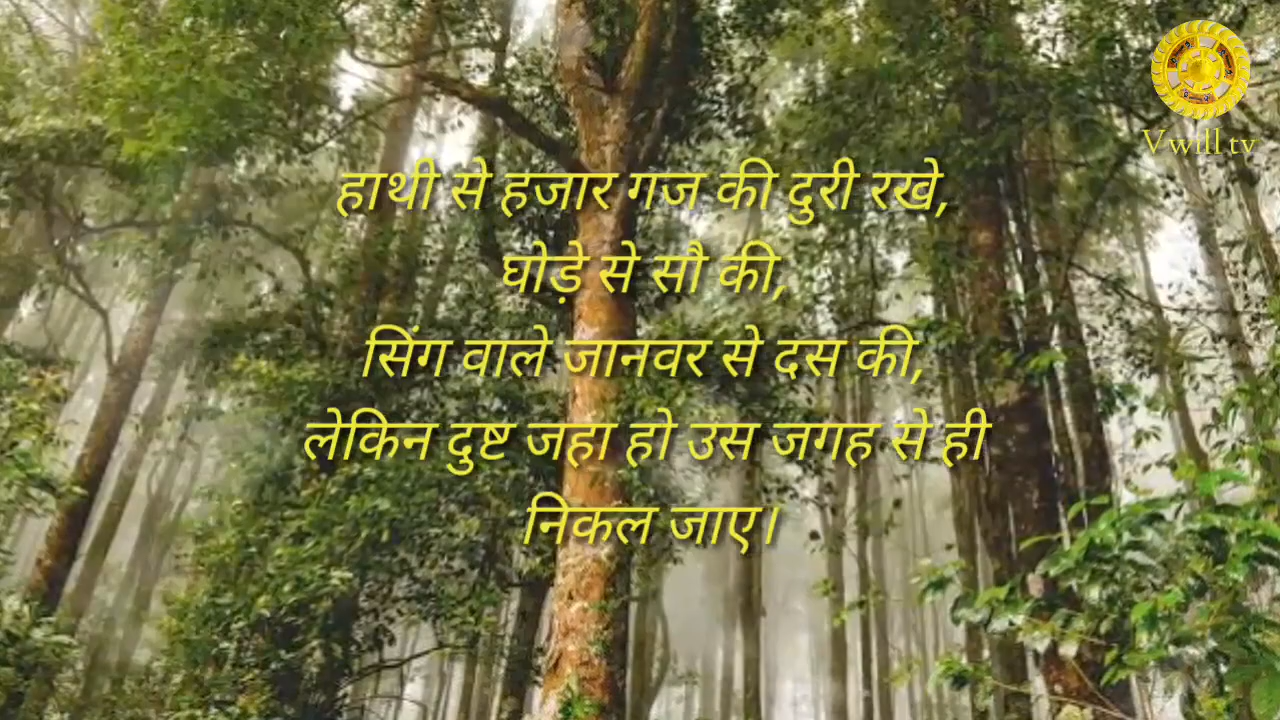 Vwill tv
हाथी से हजार गज की दुरी रखे,
घोड़े से सौ की,
सिंग वाले जानवर से दस की,
लेकिन दुष्ट जहा हो उस जगह से ही
निकल जाए।